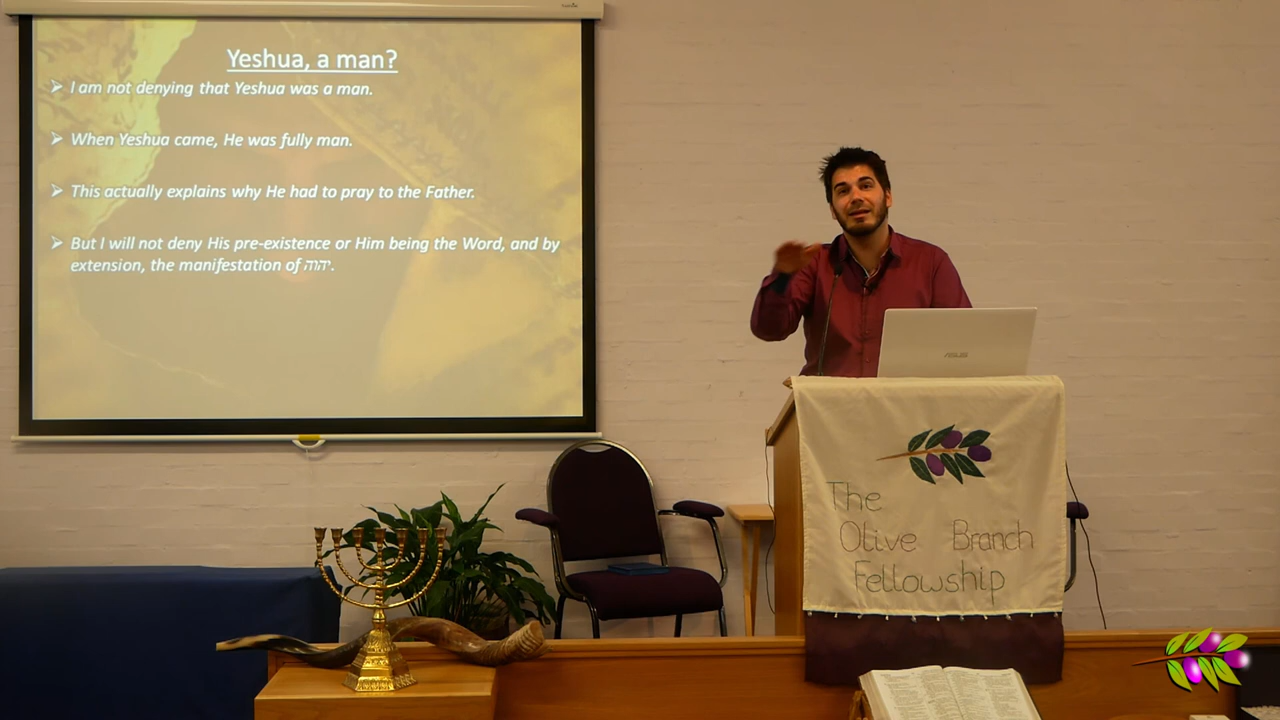 Yeshua, a man?
➢ I am not denying that Yeshua was a man.
➢ When Yeshua came, He was fully man.
➢ This actually explains why He had to pray to the Father.
➢ But I will not deny His pre-existence or Him being the Word, and by
extension, the manifestation of יהוה.
ASUS
The
Olive Branch
Fellowship